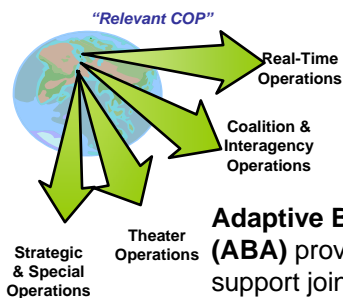 “Relevant COP”
Real-Time
Operations
Coalition &
Interagency
Operations
Theater
Operations
Strategic
& Special
Operations
Adaptive B
(ABA) prov
support join